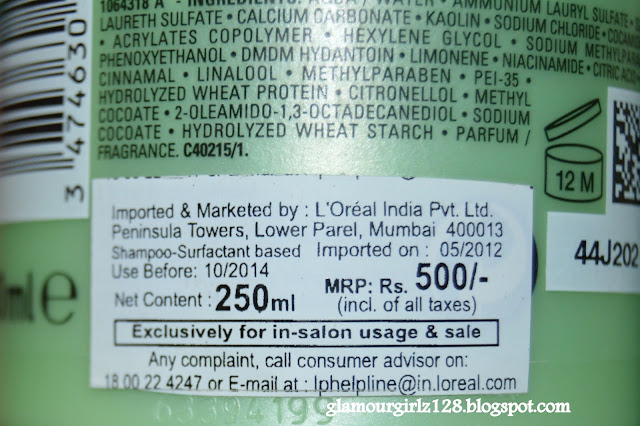 1064318 A • INGREDIENTS: AQUA / WATER • AMMONIUM LAURYL SULFATE •
LAURETH SULFATE • CALCIUM CARBONATE • KAOLIN • SODIUM CHLORIDE • COCAM
• ACRYLATES COPOLYMER • HEXYLENE GLYCOL • SODIUM METHYLPAR
PHENOXYETHANOL • DMDM HYDANTOIN • LIMONENE • NIACINAMIDE • CITRIC
CINNAMAL • LINALOOL • METHYLPARABEN • PEI-35 •
HYDROLYZED WHEAT PROTEIN • CITRONELLOL • METHYL
COCOATE • 2-OLEAMIDO-1,3-OCTADECANEDIOL • SODIUM
COCOATE • HYDROLYZED WHEAT STARCH • PARFUM /
FRAGRANCE. C40215/1.
3 474630
12 M
44J202
ml e
Imported & Marketed by : L'Oréal India Pvt. Ltd.
Peninsula Towers, Lower Parel, Mumbai 400013
Shampoo-Surfactant based Imported on : 05/2012
Use Before: 10/2014
Net Content : 250ml
MRP: Rs. 500/-
(incl. of all taxes)
Exclusively for in-salon usage & sale
Any complaint, call consumer advisor on:
18 00 22 4247 or E-mail at : lphelpline@in.loreal.com
glamourgirlz128.blogspot.com